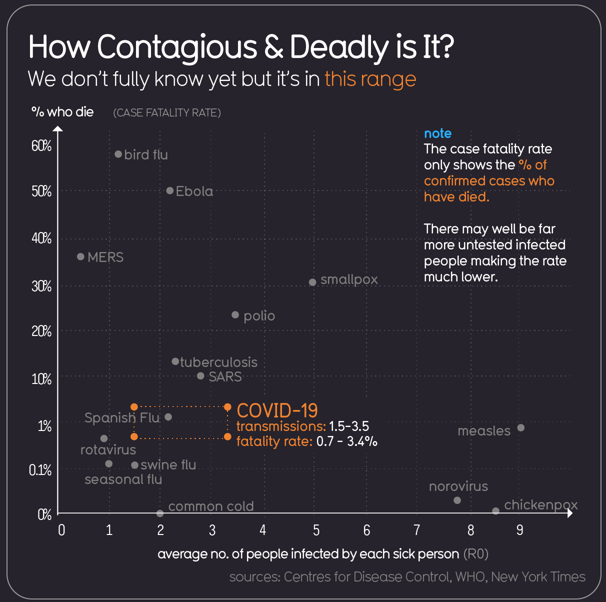 How Contagious & Deadly is It?
We don't fully know yet but it's in this range
% who die (CASE FATALITY RATE)
note
The case fatality rate
only shows the % of
confirmed cases who
have died.
There may well be far
more untested infected
people making the rate
much lower.
60%
bird flu
50%
Ebola
40%
MERS
30%
smallpox
polio
20%
tuberculosis
10%
SARS
COVID-19
transmissions: 1.5-3.5
fatality rate: 0.7 - 3.4%
Spanish Flu
1%
measles
rotavirus
0.1%
swine flu
seasonal flu
norovirus
common cold
chickenpox
0%
0 1 2 3 4 5 6 7 8 9
average no. of people infected by each sick person (R0)
sources: Centres for Disease Control, WHO, New York Times